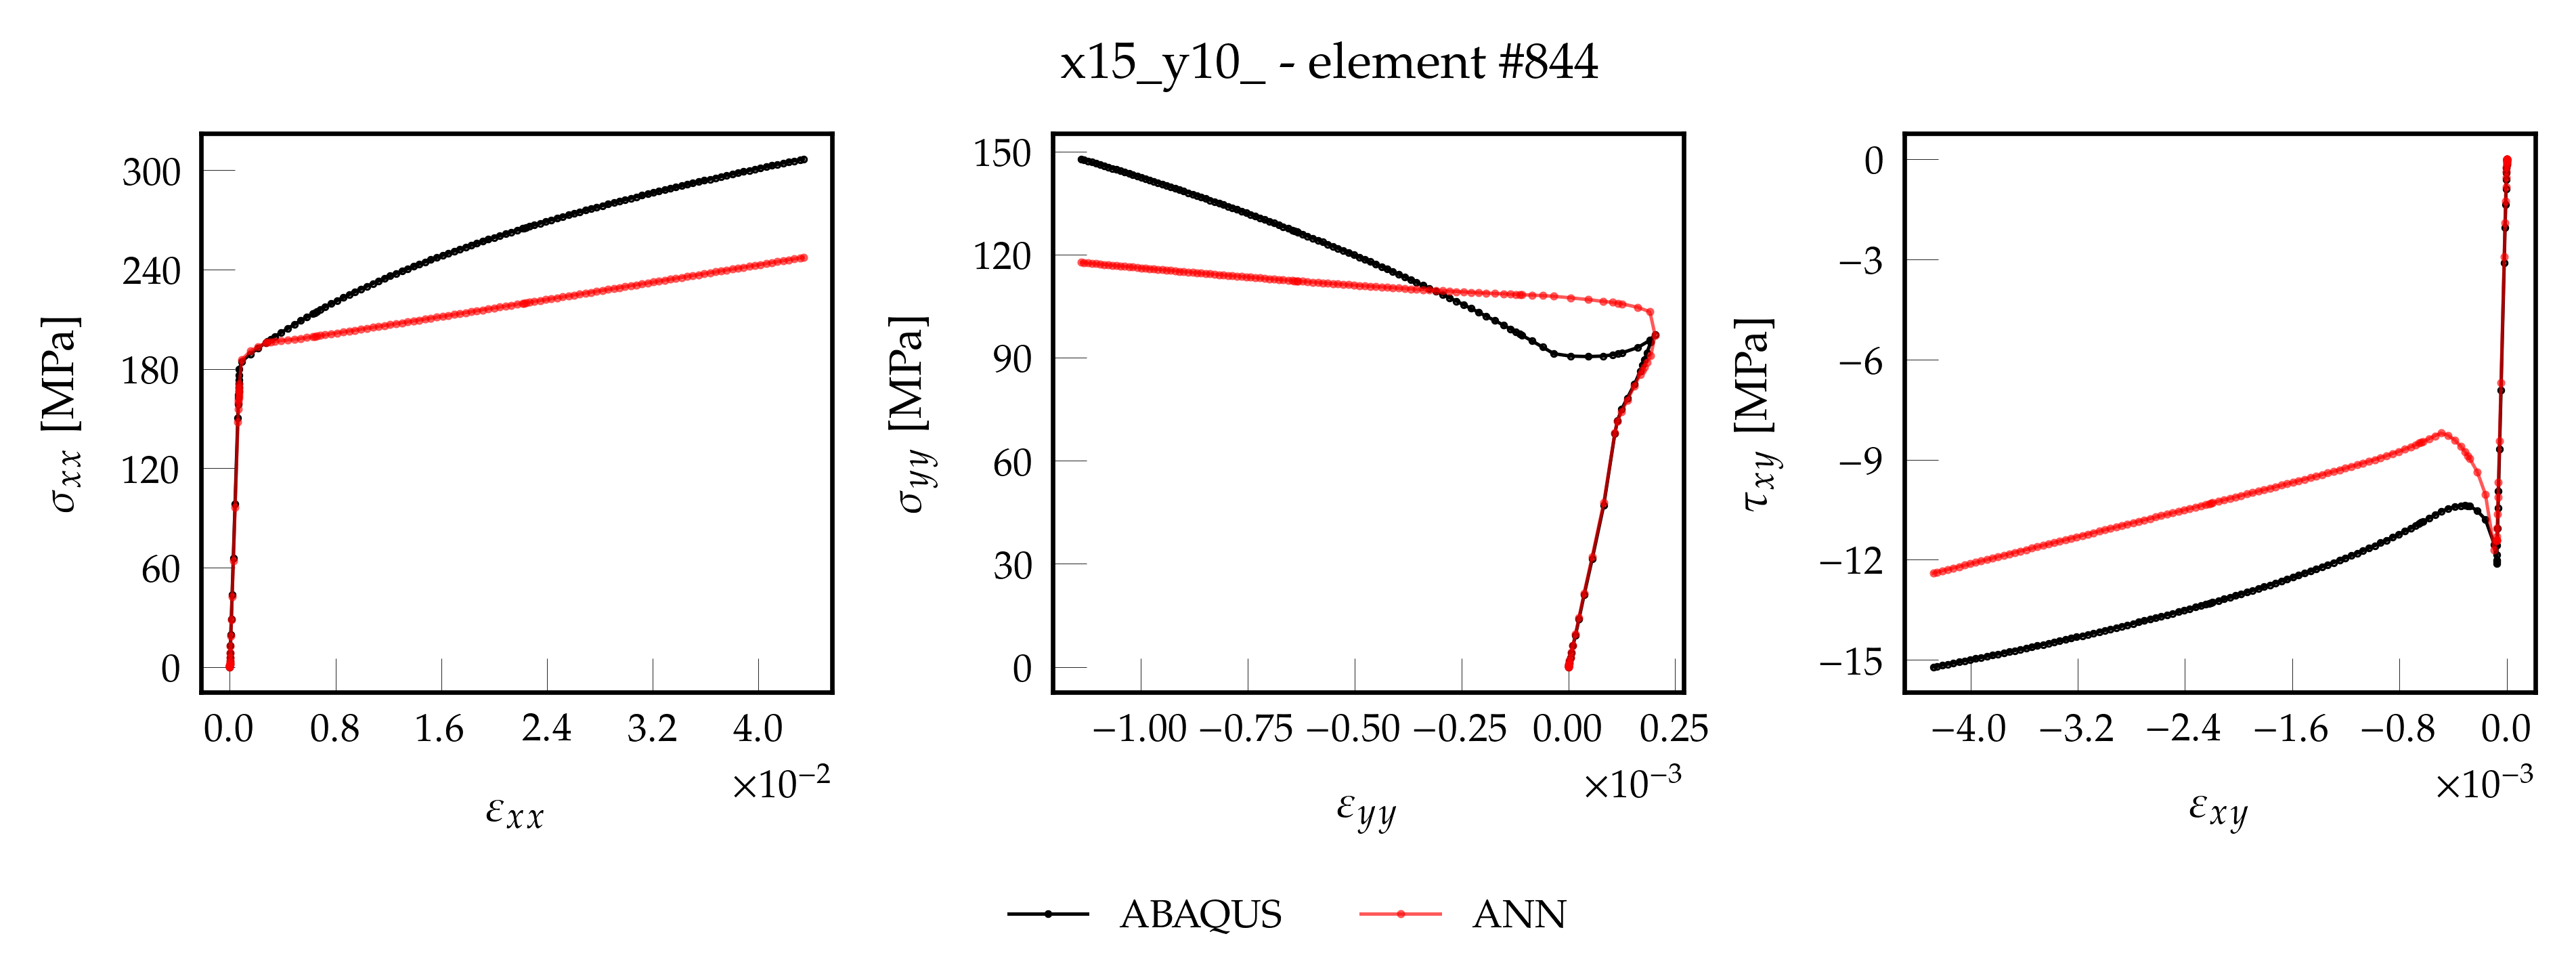 x15_y10_ - element #844
σxx [MPa]
300
240
180
120
60
0
0.0 0.8 1.6 2.4 3.2 4.0
×10−2
εxx
σyy [MPa]
150
120
90
60
30
0
−1.00 −0.75 −0.50 −0.25 0.00 0.25
×10−3
εyy
τxy [MPa]
0
−3
−6
−9
−12
−15
−4.0 −3.2 −2.4 −1.6 −0.8 0.0
×10−3
εxy
ABAQUS ANN